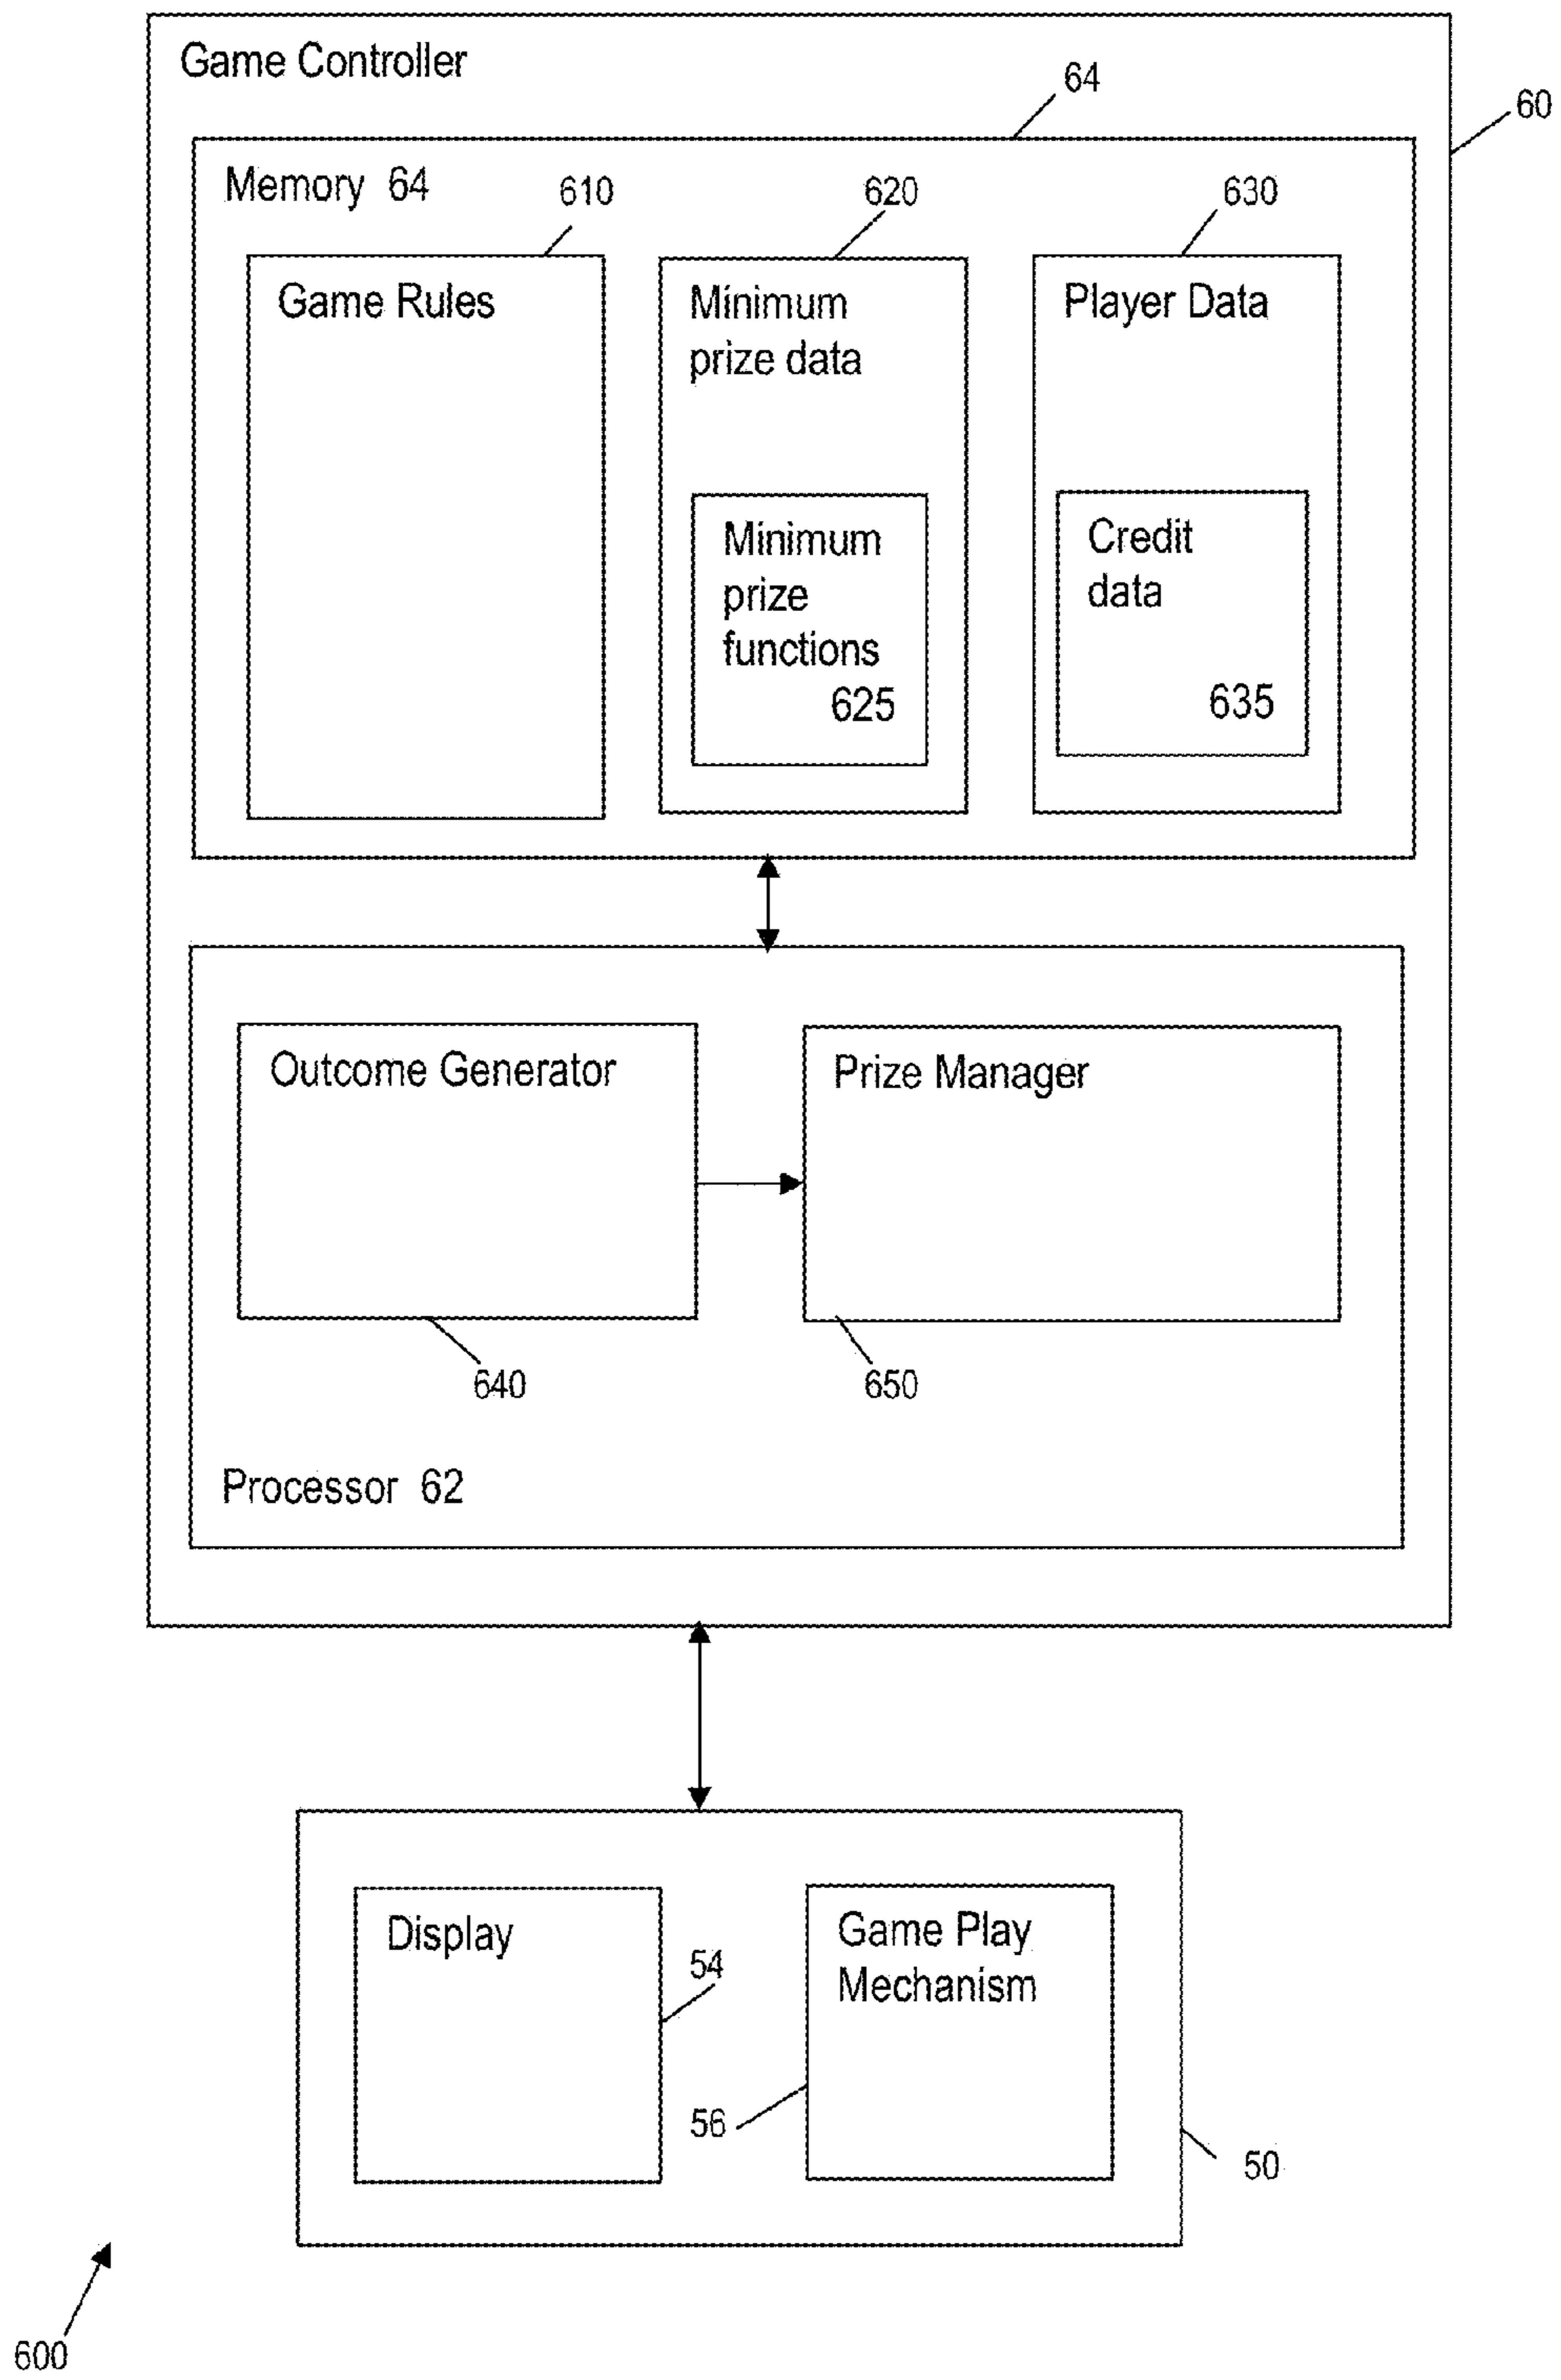 Game Controller
64
60
Memory 64
610
620
630
Game Rules
Minimum
prize data
Player Data
Minimum
prize
functions
625
Credit
data
635
Outcome Generator
Prize Manager
640
650
Processor 62
Display
54
Game Play
Mechanism
56
50
600